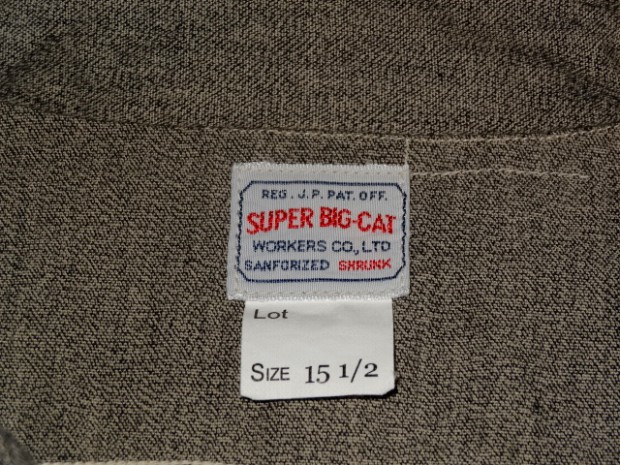 REG. J.P. PAT. OFF.
SUPER BIG-CAT
WORKERS CO., LTD
SANFORIZED SHRUNK
Lot
SIZE 15 1/2